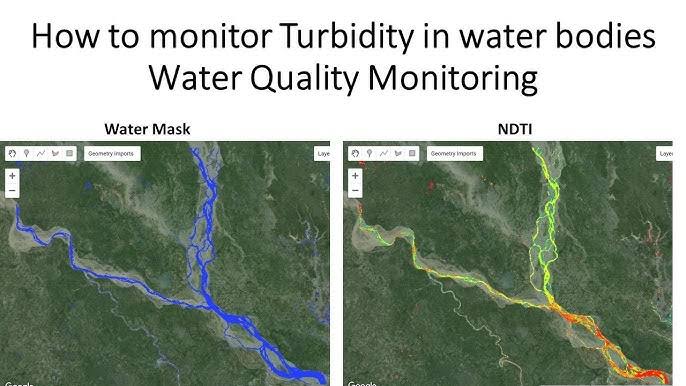 How to monitor Turbidity in water bodies
Water Quality Monitoring
Water Mask
NDTI
Geometry Imports
Laye
Geometry Imports
Laye
+
−
+
−
Google
Google